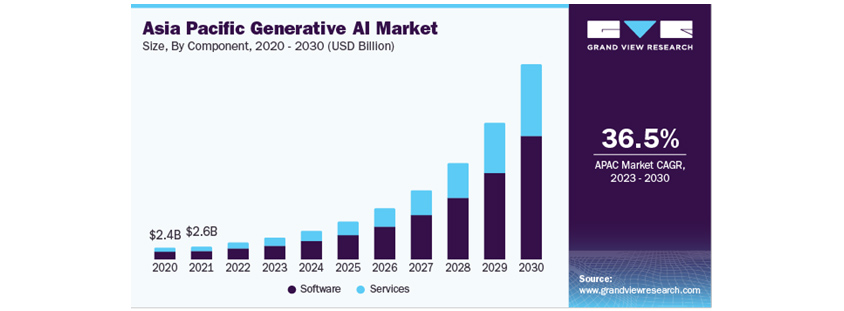 Asia Pacific Generative AI Market
Size, By Component, 2020 - 2030 (USD Billion)
$2.4B $2.6B
2020 2021 2022 2023 2024 2025 2026 2027 2028 2029 2030
Software Services
GRAND VIEW RESEARCH
36.5%
APAC Market CAGR,
2023 - 2030
Source:
www.grandviewresearch.com